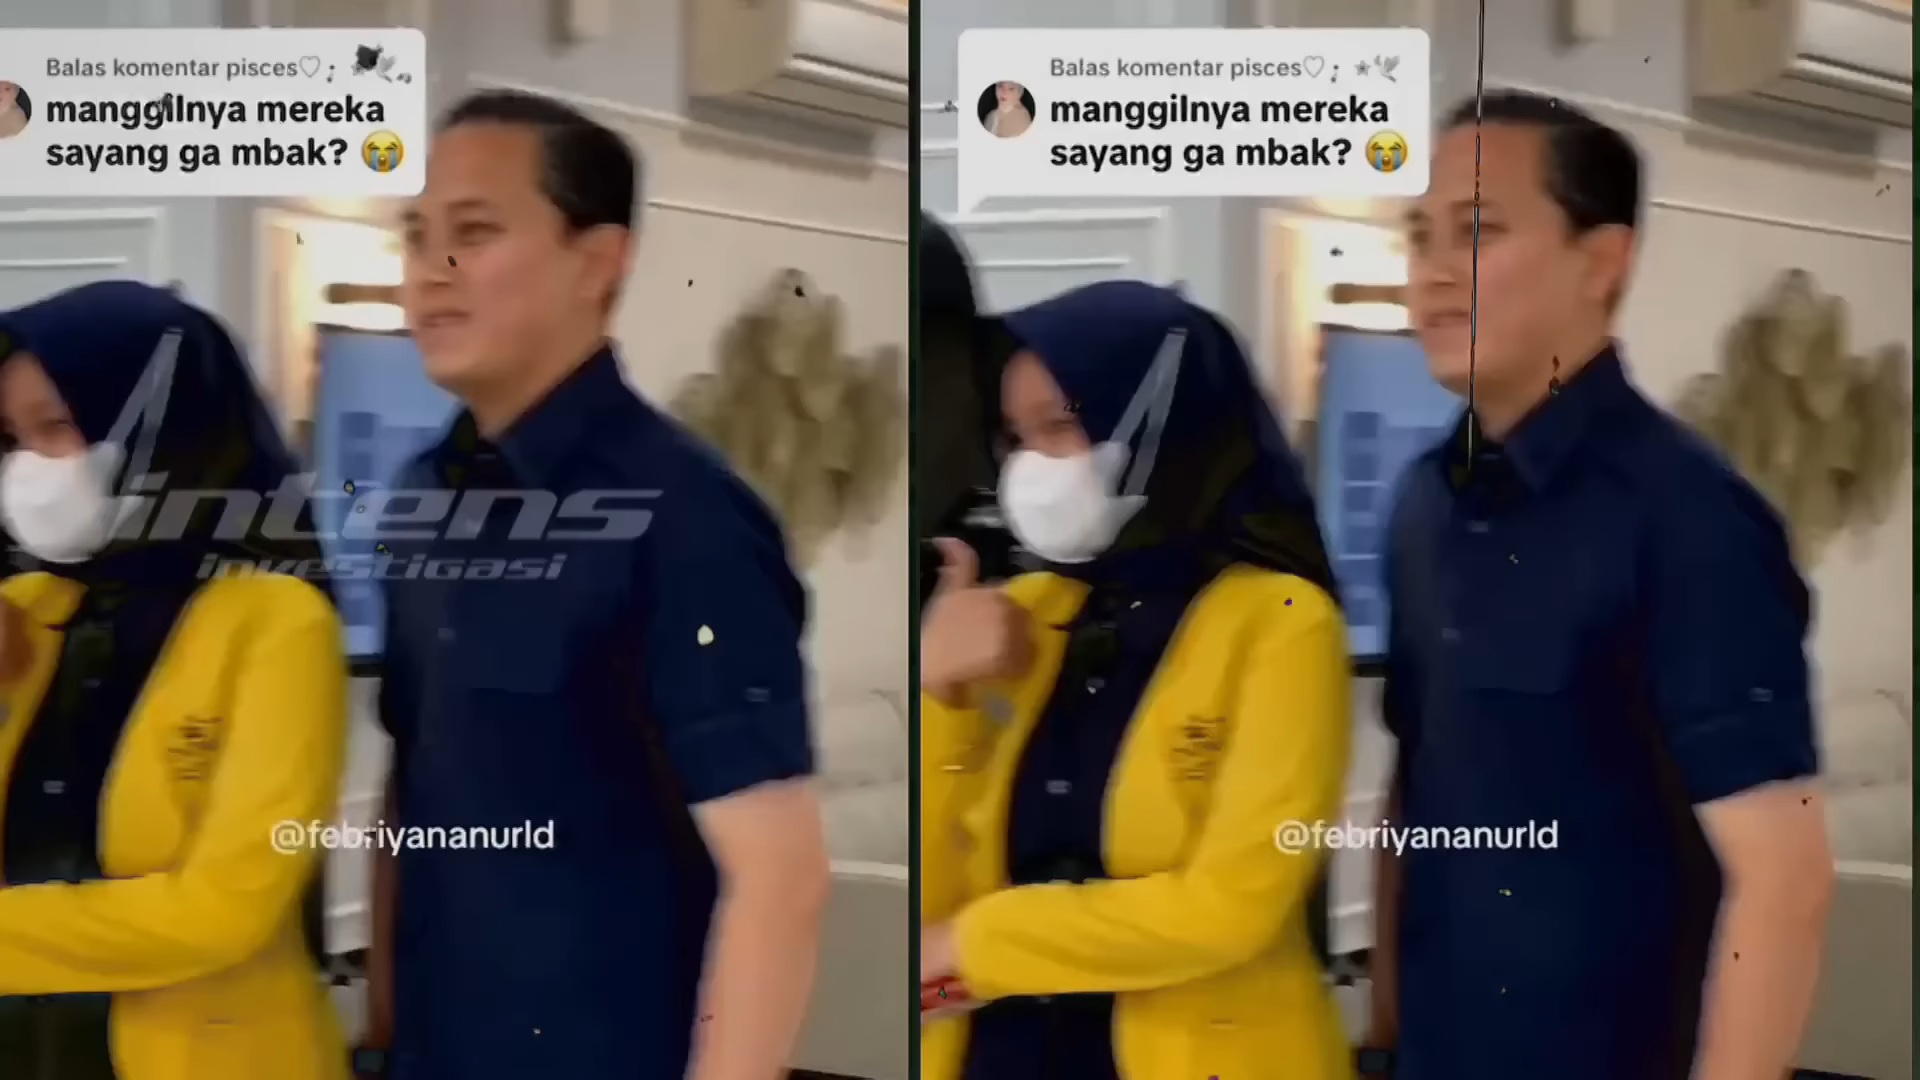 Balas komentar pisces♡ ;
manggilnya mereka
sayang ga mbak? 😭
intens
investigasi
@febriyananurld
Balas komentar pisces♡ ; ★🕊
manggilnya mereka
sayang ga mbak? 😭
@febriyananurld